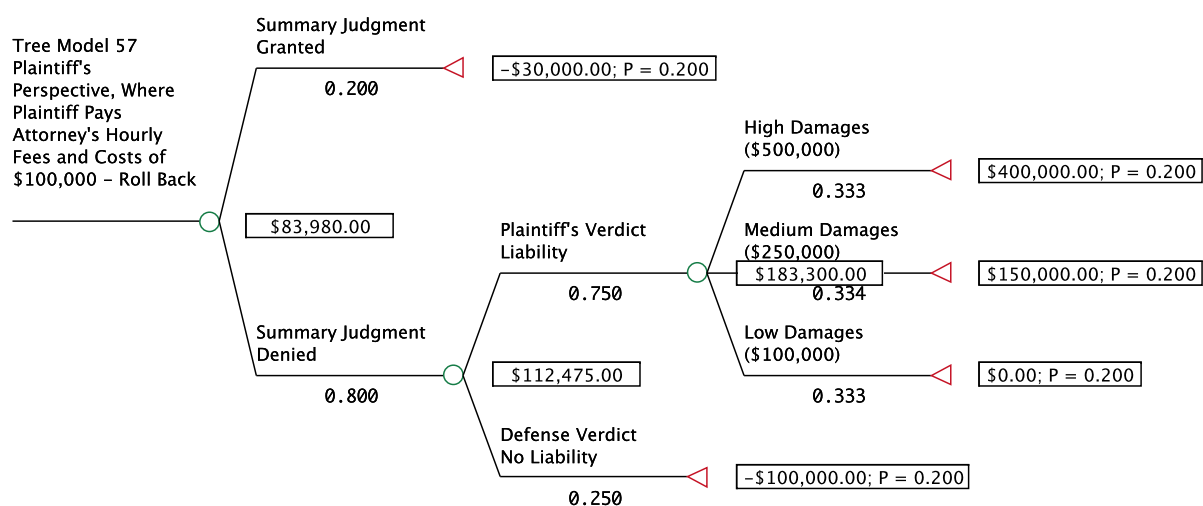 Tree Model 57
Plaintiff's
Perspective, Where
Plaintiff Pays
Attorney's Hourly
Fees and Costs of
$100,000 – Roll Back
Summary Judgment
Granted
0.200
–$30,000.00; P = 0.200
$83,980.00
Summary Judgment
Denied
0.800
$112,475.00
Plaintiff's Verdict
Liability
0.750
$183,300.00
High Damages
($500,000)
0.333
$400,000.00; P = 0.200
Medium Damages
($250,000)
0.334
$150,000.00; P = 0.200
Low Damages
($100,000)
0.333
$0.00; P = 0.200
Defense Verdict
No Liability
0.250
–$100,000.00; P = 0.200